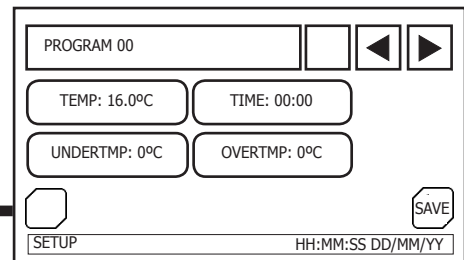 PROGRAM 00
TEMP: 16.0ºC TIME: 00:00
UNDERTMP: 0ºC OVERTMP: 0ºC
SAVE
SETUP HH:MM:SS DD/MM/YY